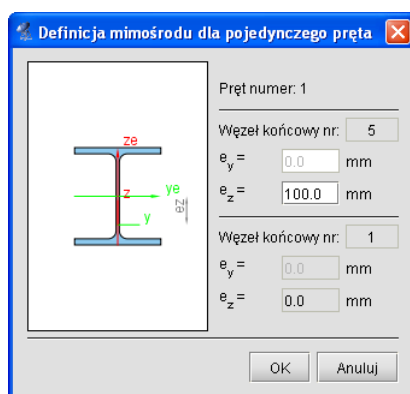 Definicja mimośrodu dla pojedynczego pręta
ze
z
ye
y
ez
Pręt numer: 1
Węzeł końcowy nr: 5
ey = 0.0 mm
ez = 100.0 mm
Węzeł końcowy nr: 1
ey = 0.0 mm
ez = 0.0 mm
OK Anuluj